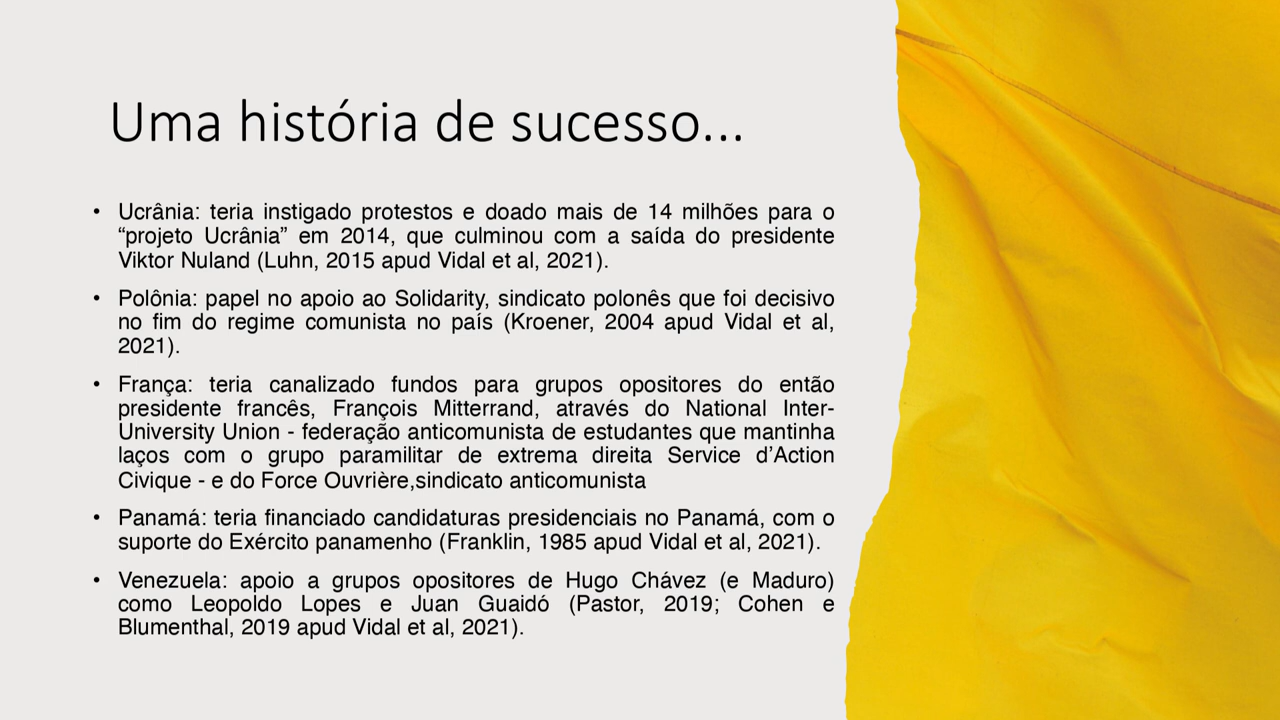 Uma história de sucesso...
• Ucrânia: teria instigado protestos e doado mais de 14 milhões para o
“projeto Ucrânia” em 2014, que culminou com a saída do presidente
Viktor Nuland (Luhn, 2015 apud Vidal et al, 2021).
• Polônia: papel no apoio ao Solidarity, sindicato polonês que foi decisivo
no fim do regime comunista no país (Kroener, 2004 apud Vidal et al,
2021).
• França: teria canalizado fundos para grupos opositores do então
presidente francês, François Mitterrand, através do National Inter-
University Union - federação anticomunista de estudantes que mantinha
laços com o grupo paramilitar de extrema direita Service d’Action
Civique - e do Force Ouvrière,sindicato anticomunista
• Panamá: teria financiado candidaturas presidenciais no Panamá, com o
suporte do Exército panamenho (Franklin, 1985 apud Vidal et al, 2021).
• Venezuela: apoio a grupos opositores de Hugo Chávez (e Maduro)
como Leopoldo Lopes e Juan Guaidó (Pastor, 2019; Cohen e
Blumenthal, 2019 apud Vidal et al, 2021).